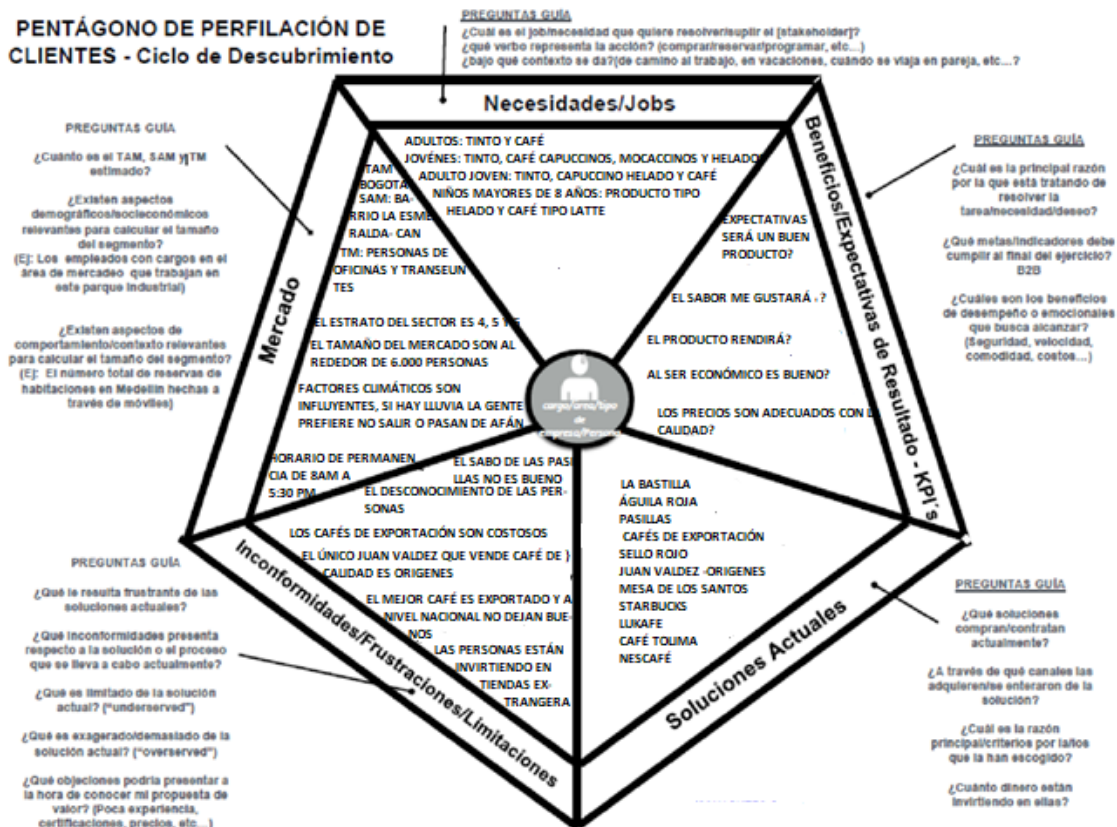 PENTÁGONO DE PERFILACIÓN DE
CLIENTES - Ciclo de Descubrimiento
PREGUNTAS GUÍA
¿Cuál es el job/necesidad que quiere resolver/suplir el [stakeholder]?
¿qué verbo representa la acción? (comprar/reservar/programar, etc...)
¿bajo qué contexto se da?(de camino al trabajo, en vacaciones, cuándo se viaja en pareja, etc...?
Necesidades/Jobs
ADULTOS: TINTO Y CAFÉ
JOVÉNES: TINTO, CAFÉ CAPUCCINOS, MOCACCINOS Y HELADO
ADULTO JOVEN: TINTO, CAPUCCINO HELADO Y CAFÉ
NIÑOS MAYORES DE 8 AÑOS: PRODUCTO TIPO
HELADO Y CAFÉ TIPO LATTE
PREGUNTAS GUÍA
¿Cuánto es el TAM, SAM y TM
estimado?
¿Existen aspectos
demográficos/socieconómicos
relevantes para calcular el tamaño
del segmento?
(Ej: Los empleados con cargos en el
área de mercadeo que trabajan en
este parque industrial)
¿Existen aspectos de
comportamiento/contexto relevantes
para calcular el tamaño del segmento?
(Ej: El número total de reservas de
habitaciones en Medellín hechas a
través de móviles)
Mercado
TAM
BOGOTA
SAM: BA-
RRIO LA ESME
RALDA- CAN
TM: PERSONAS DE
OFICINAS Y TRANSEUN
TES
EL ESTRATO DEL SECTOR ES 4, 5 Y
EL TAMAÑO DEL MERCADO SON AL
REDEDOR DE 6.000 PERSONAS
FACTORES CLIMÁTICOS SON
INFLUYENTES, SI HAY LLUVIA LA GENTE
PREFIERE NO SALIR O PASAN DE AFÁN
HORARIO DE PERMANEN
CIA DE 8AM A
5:30 PM
Beneficios/Expectativas de Resultado - KPI´s
EXPECTATIVAS
SERÁ UN BUEN
PRODUCTO?
EL SABOR ME GUSTARÁ -?
EL PRODUCTO RENDIRÁ?
AL SER ECONÓMICO ES BUENO?
LOS PRECIOS SON ADECUADOS CON
CALIDAD?
PREGUNTAS GUÍA
¿Cuál es la principal razón
por la que está tratando de
resolver la
tarea/necesidad/deseo?
¿Qué metas/indicadores debe
cumplir al final del ejercicio?
B2B
¿Cuáles son los beneficios
de desempeño o emocionales
que busca alcanzar?
(Seguridad, velocidad,
comodidad, costos...)
cargo/área/tipo
de
empresa/Persona
EL SABO DE LAS PASI
LLAS NO ES BUENO
EL DESCONOCIMIENTO DE LAS PER-
SONAS
LOS CAFÉS DE EXPORTACIÓN SON COSTOSOS
EL ÚNICO JUAN VALDEZ QUE VENDE CAFÉ DE }
CALIDAD ES ORIGENES
EL MEJOR CAFÉ ES EXPORTADO Y A
NIVEL NACIONAL NO DEJAN BUE-
NOS
LAS PERSONAS ESTÁN
INVIRTIENDO EN
TIENDAS EX-
TRANGERA
Inconformidades/Frustraciones/Limitaciones
PREGUNTAS GUÍA
¿Qué le resulta frustrante de las
soluciones actuales?
¿Qué inconformidades presenta
respecto a la solución o el proceso
que se lleva a cabo actualmente?
¿Qué es limitado de la solución
actual? ("underserved")
¿Qué es exagerado/demasiado de la
solución actual? ("overserved")
¿Qué objeciones podría presentar a
la hora de conocer mi propuesta de
valor? (Poca experiencia,
certificaciones, precios, etc...)
LA BASTILLA
ÁGUILA ROJA
PASILLAS
CAFÉS DE EXPORTACIÓN
SELLO ROJO
JUAN VALDEZ -ORIGENES
MESA DE LOS SANTOS
STARBUCKS
LUKAFE
CAFÉ TOLIMA
NESCAFÉ
Soluciones Actuales
PREGUNTAS GUÍA
¿Qué soluciones
compran/contratan
actualmente?
¿A través de qué canales las
adquieren/se enteraron de la
solución?
¿Cuál es la razón
principal/criterios por la/los
que la han escogido?
¿Cuánto dinero están
invirtiendo en ellas?